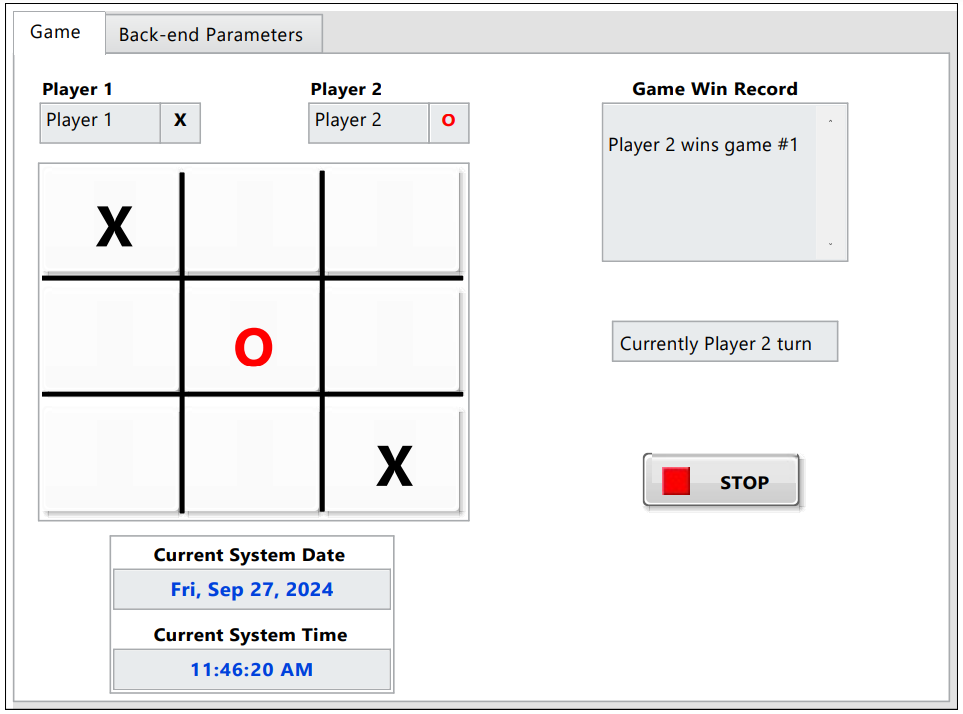 Game
Back-end Parameters
Player 1
Player 1 X
Player 2
Player 2 O
Game Win Record
Player 2 wins game #1
X
O
X
Currently Player 2 turn
STOP
Current System Date
Fri, Sep 27, 2024
Current System Time
11:46:20 AM